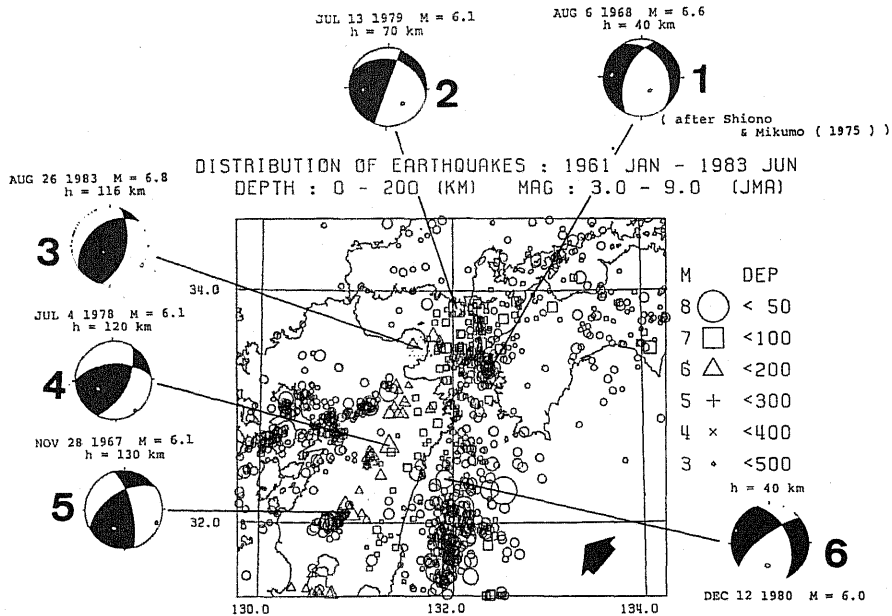 JUL 13 1979 M = 6.1
h = 70 km
2
AUG 6 1968 M = 6.6
h = 40 km
1
( after Shiono
& Mikumo ( 1975 ) )
DISTRIBUTION OF EARTHQUAKES : 1961 JAN - 1983 JUN
DEPTH : 0 - 200 (KM) MAG : 3.0 - 9.0 (JMA)
AUG 26 1983 M = 6.8
h = 116 km
3
JUL 4 1978 M = 6.1
h = 120 km
4
NOV 28 1967 M = 6.1
h = 130 km
5
34.0
32.0
130.0 132.0 134.0
M DEP
8 < 50
7 <100
6 <200
5 <300
4 <400
3 <500
h = 40 km
6
DEC 12 1980 M = 6.0